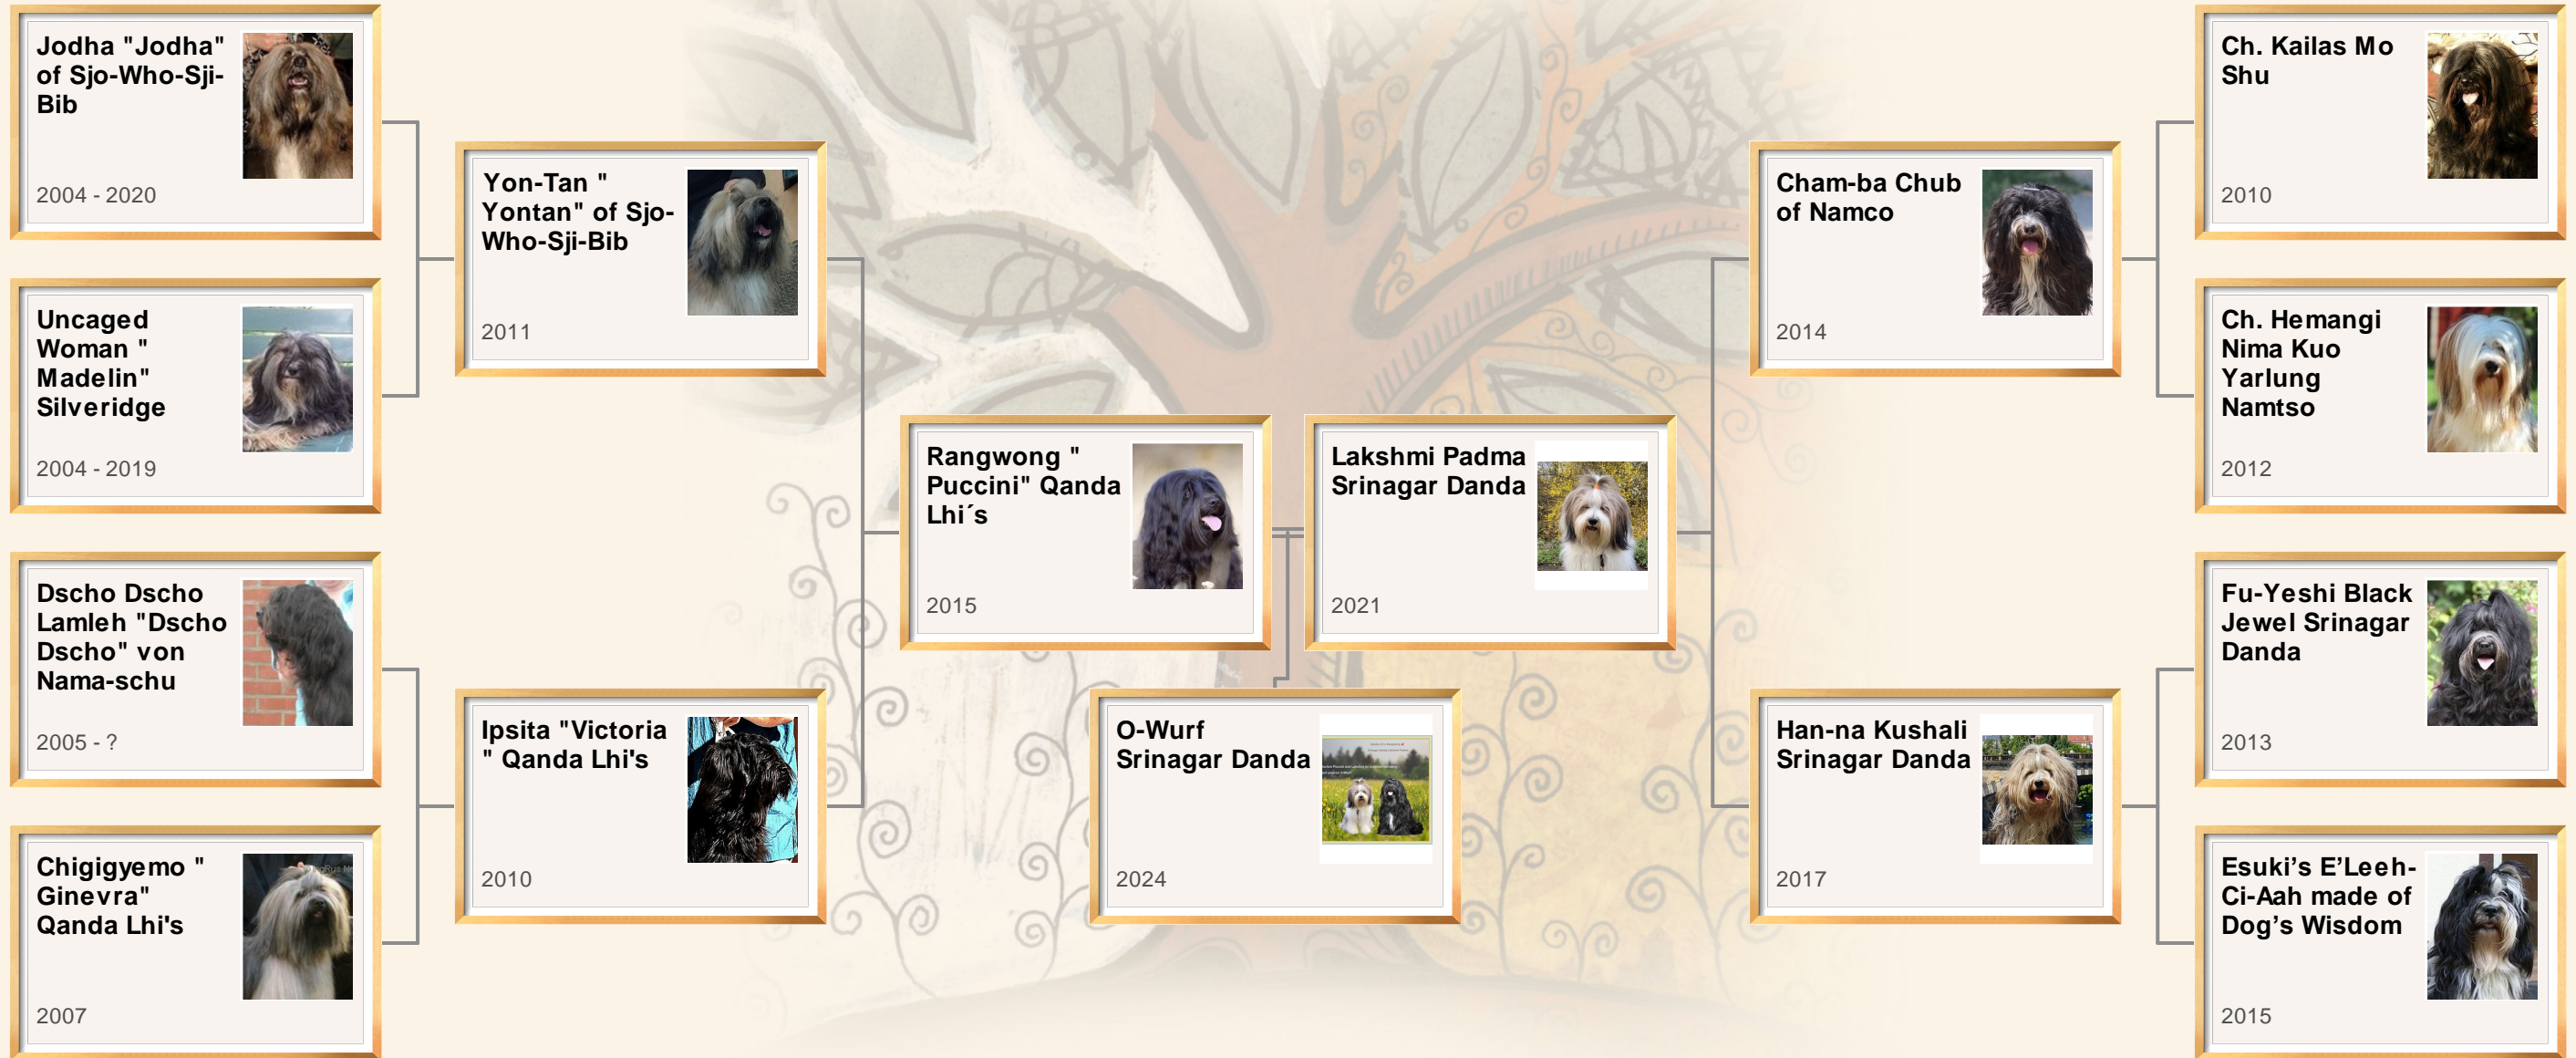 Jodha "Jodha"
of Sjo-Who-Sji-
Bib
2004 - 2020
Uncaged
Woman "
Madelin"
Silveridge
2004 - 2019
Dscho Dscho
Lamleh "Dscho
Dscho" von
Nama-schu
2005 - ?
Chigigyemo "
Ginevra"
Qanda Lhi's
2007
Yon-Tan "
Yontan" of Sjo-
Who-Sji-Bib
2011
Ipsita "Victoria
" Qanda Lhi's
2010
Rangwong "
Puccini" Qanda
Lhi´s
2015
Lakshmi Padma
Srinagar Danda
2021
O-Wurf
Srinagar Danda
2024
Cham-ba Chub
of Namco
2014
Han-na Kushali
Srinagar Danda
2017
Ch. Kailas Mo
Shu
2010
Ch. Hemangi
Nima Kuo
Yarlung
Namtso
2012
Fu-Yeshi Black
Jewel Srinagar
Danda
2013
Esuki’s E’Leeh-
Ci-Aah made of
Dog’s Wisdom
2015